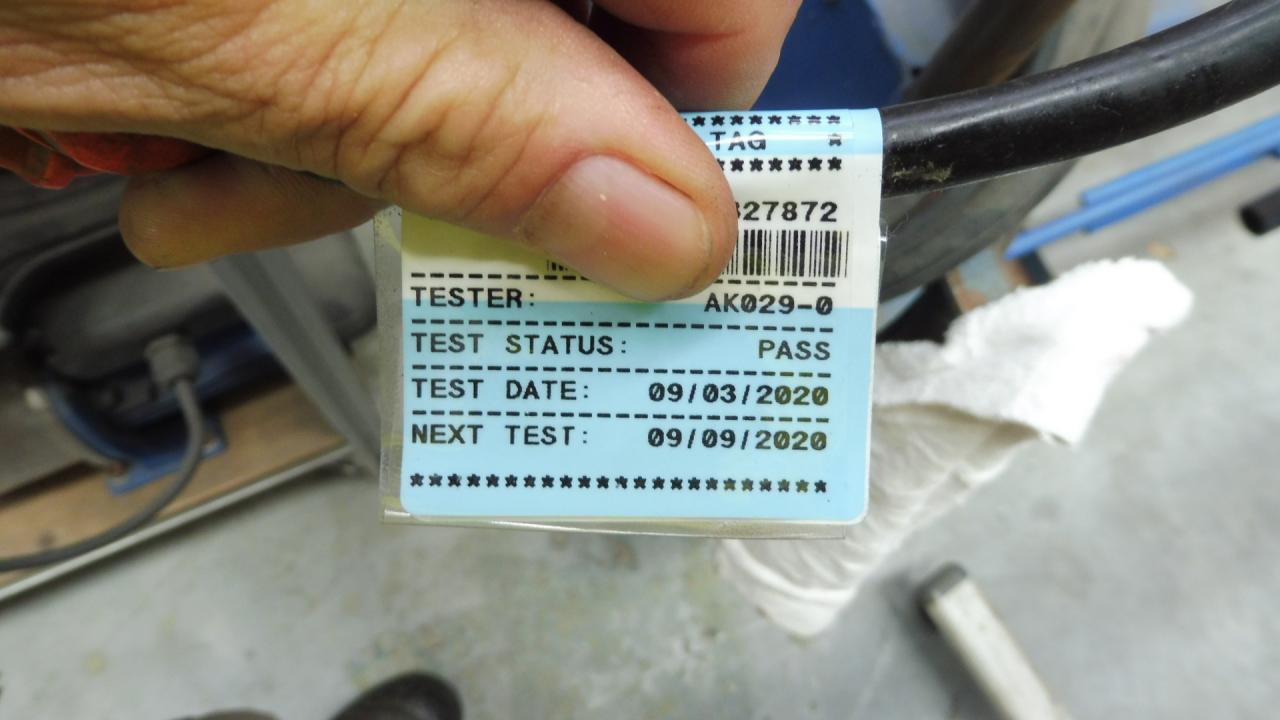 *********
TAG *
*******
327872
TESTER: AK029-0
TEST STATUS: PASS
TEST DATE: 09/03/2020
NEXT TEST: 09/09/2020
**********************